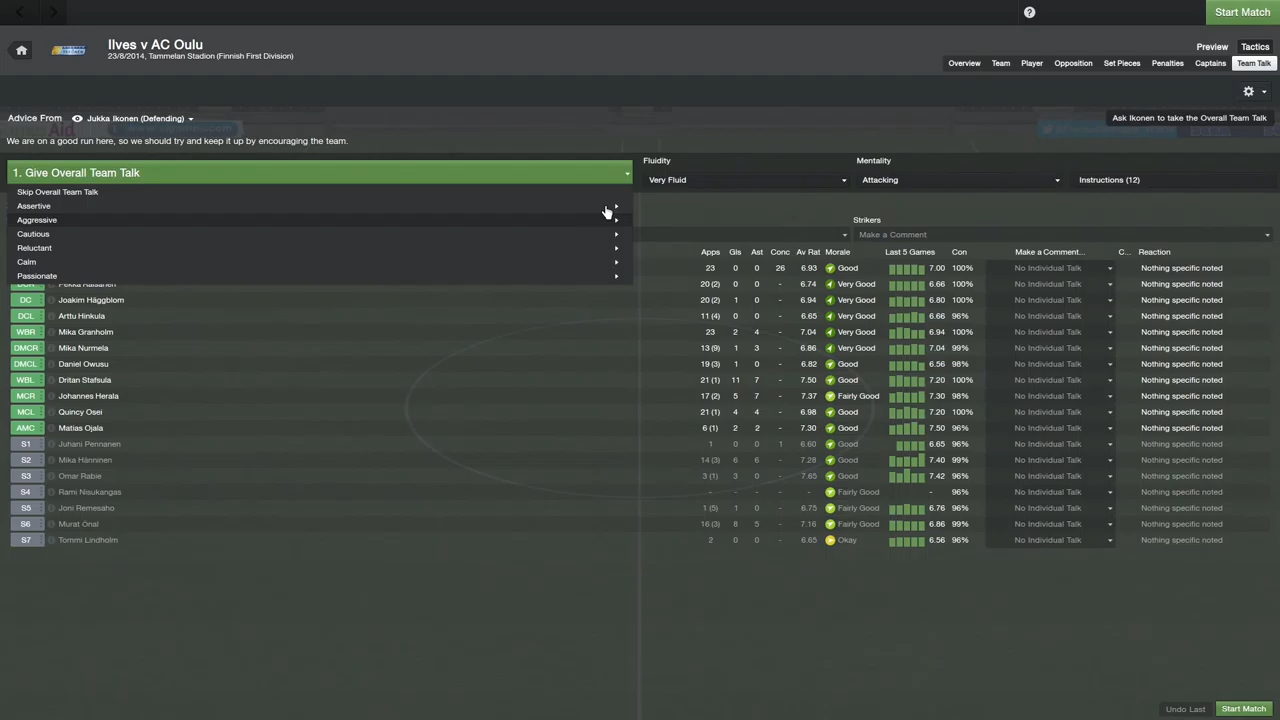 Start Match
Ilves v AC Oulu
23/8/2014, Tammelan Stadion (Finnish First Division)
Preview Tactics
Overview Team Player Opposition Set Pieces Penalties Captains Team Talk
Advice From Jukka Ikonen (Defending)
Ask Ikonen to take the Overall Team Talk
We are on a good run here, so we should try and keep it up by encouraging the team.
1. Give Overall Team Talk
Fluidity Mentality
Very Fluid Attacking Instructions (12)
Skip Overall Team Talk
Assertive
Aggressive
Cautious
Reluctant
Calm
Passionate
Strikers
Make a Comment
Apps Gls Ast Conc Av Rat Morale Last 5 Games Con Make a Comment... C... Reaction
23 0 0 26 6.93 Good 7.00 100% No Individual Talk Nothing specific noted
20 (2) 0 0 - 6.74 Very Good 6.66 100% No Individual Talk Nothing specific noted
DC Joakim Häggblom 20 (2) 1 0 - 6.94 Very Good 6.80 100% No Individual Talk Nothing specific noted
DCL Arttu Hinkula 11 (4) 0 0 - 6.65 Very Good 6.66 96% No Individual Talk Nothing specific noted
WBR Mika Granholm 23 2 4 - 7.04 Very Good 6.94 100% No Individual Talk Nothing specific noted
DMCR Mika Nurmela 13 (9) 1 3 - 6.86 Very Good 7.04 99% No Individual Talk Nothing specific noted
DMCL Daniel Owusu 19 (3) 1 0 - 6.82 Good 6.56 98% No Individual Talk Nothing specific noted
WBL Dritan Stafsula 21 (1) 11 7 - 7.50 Good 7.20 100% No Individual Talk Nothing specific noted
MCR Johannes Herala 17 (2) 5 7 - 7.37 Fairly Good 7.30 98% No Individual Talk Nothing specific noted
MCL Quincy Osei 21 (1) 4 4 - 6.98 Good 7.20 100% No Individual Talk Nothing specific noted
AMC Matias Ojala 6 (1) 2 2 - 7.30 Good 7.50 96% No Individual Talk Nothing specific noted
S1 Juhani Pennanen 1 0 0 1 6.60 Good 6.65 96% No Individual Talk Nothing specific noted
S2 Mika Hänninen 14 (3) 6 6 - 7.28 Good 7.40 99% No Individual Talk Nothing specific noted
S3 Omar Rabie 3 (1) 3 0 - 7.65 Good 7.42 96% No Individual Talk Nothing specific noted
S4 Rami Nisukangas - - - - - Fairly Good - 96% No Individual Talk Nothing specific noted
S5 Joni Remesaho 1 (5) 1 0 - 6.75 Fairly Good 6.76 96% No Individual Talk Nothing specific noted
S6 Murat Önal 16 (3) 8 5 - 7.16 Fairly Good 6.86 99% No Individual Talk Nothing specific noted
S7 Tommi Lindholm 2 0 0 - 6.65 Okay 6.56 96% No Individual Talk Nothing specific noted
Undo Last Start Match